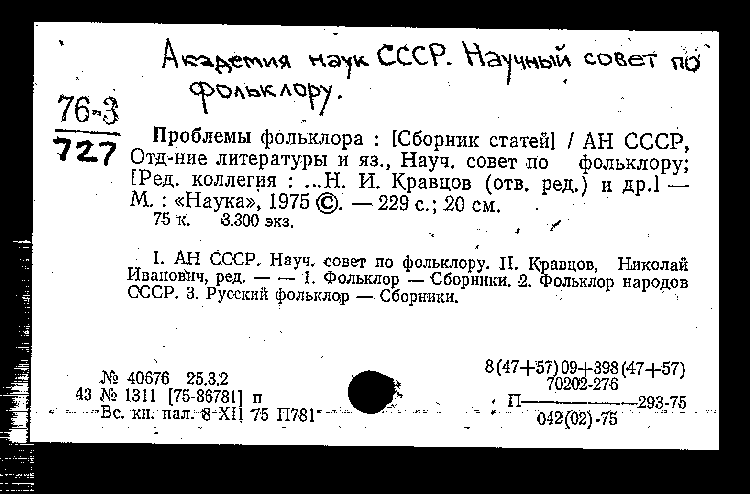 Академия наук СССР. Научный совет по
фольклору.
76-3
727
Проблемы фольклора : [Сборник статей] / АН СССР,
Отд-ние литературы и яз., Науч. совет по фольклору;
[Ред. коллегия : ...Н. И. Кравцов (отв. ред.) и др.] —
М. : «Наука», 1975 ©. — 229 с.; 20 см.
75 к. 3.300 экз.
I. АН СССР. Науч. совет по фольклору. II. Кравцов, Николай
Иванович, ред. — — 1. Фольклор — Сборники. 2. Фольклор народов
СССР. 3. Русский фольклор — Сборники.
№ 40676 25.3.2
43 № 1311 [75-86781] п
Вс. кн. пал. 8-XII 75 П781
8(47+57)09+398(47+57)
70202-276
П————293-75
042(02)-75